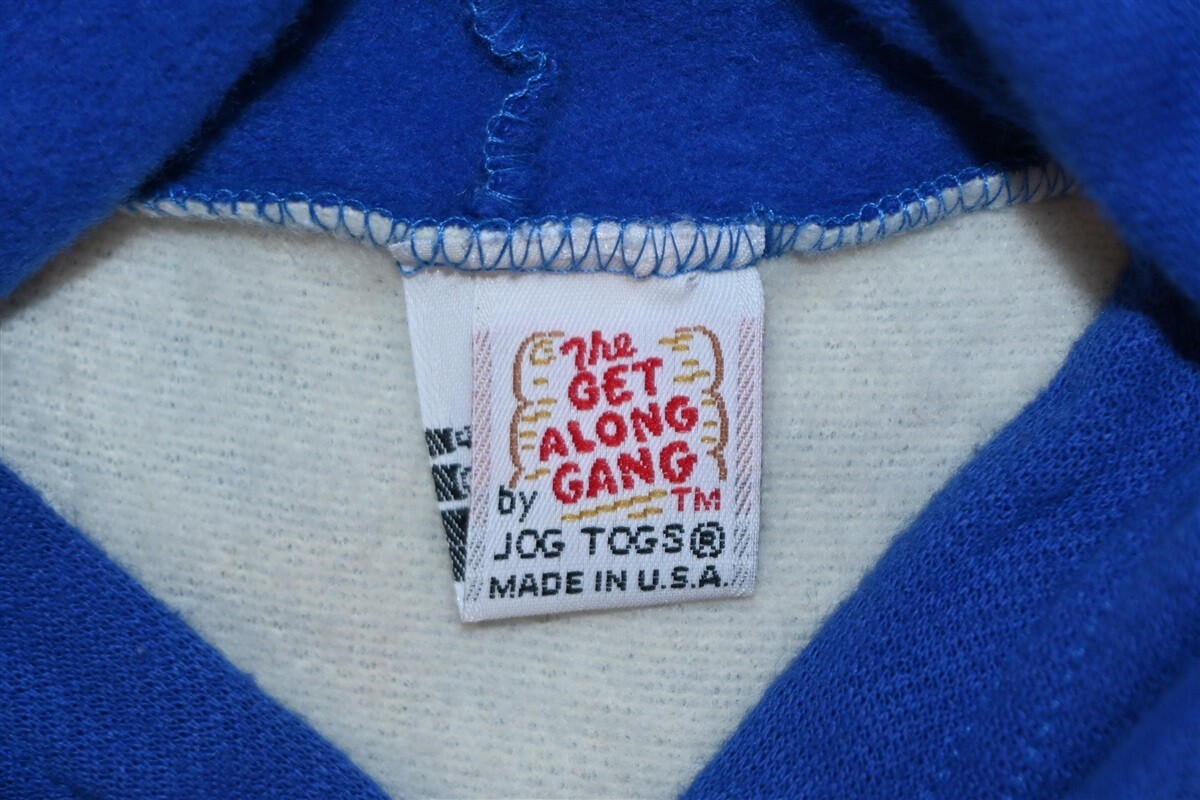 The
GET
ALONG
GANG
by TM
JOG TOGS®
MADE IN U.S.A.